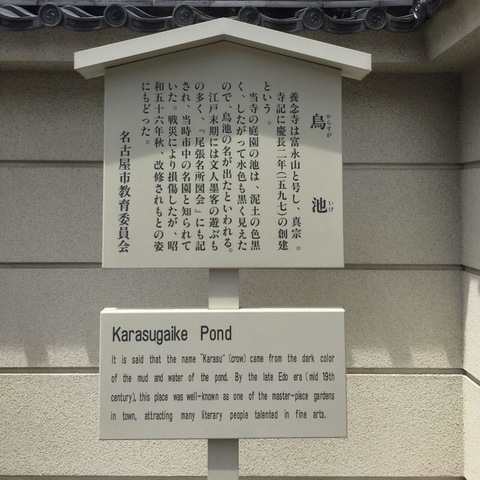 烏池
からすが いけ
養念寺は富永山と号し、真宗。
寺記に慶長二年(一五九七)の創建
という。
当寺の庭園の池は、泥土の色黒
く、したがって水色も黒く見えた
ので、烏池の名が出たといわれる。
江戸末期には文人墨客の遊ぶも
の多く、『尾張名所図会』にも記
され、当時市中の名園と知られて
いた。戦災により損傷したが、昭
和五十六年秋、改修されもとの姿
にもどった。
名古屋市教育委員会
Karasugaike Pond
It is said that the name "Karasu" (crow) came from the dark color
of the mud and water of the pond. By the late Edo era (mid 19th
century), this place was well-known as one of the master-piece gardens
in town, attracting many literary people talented in fine arts.